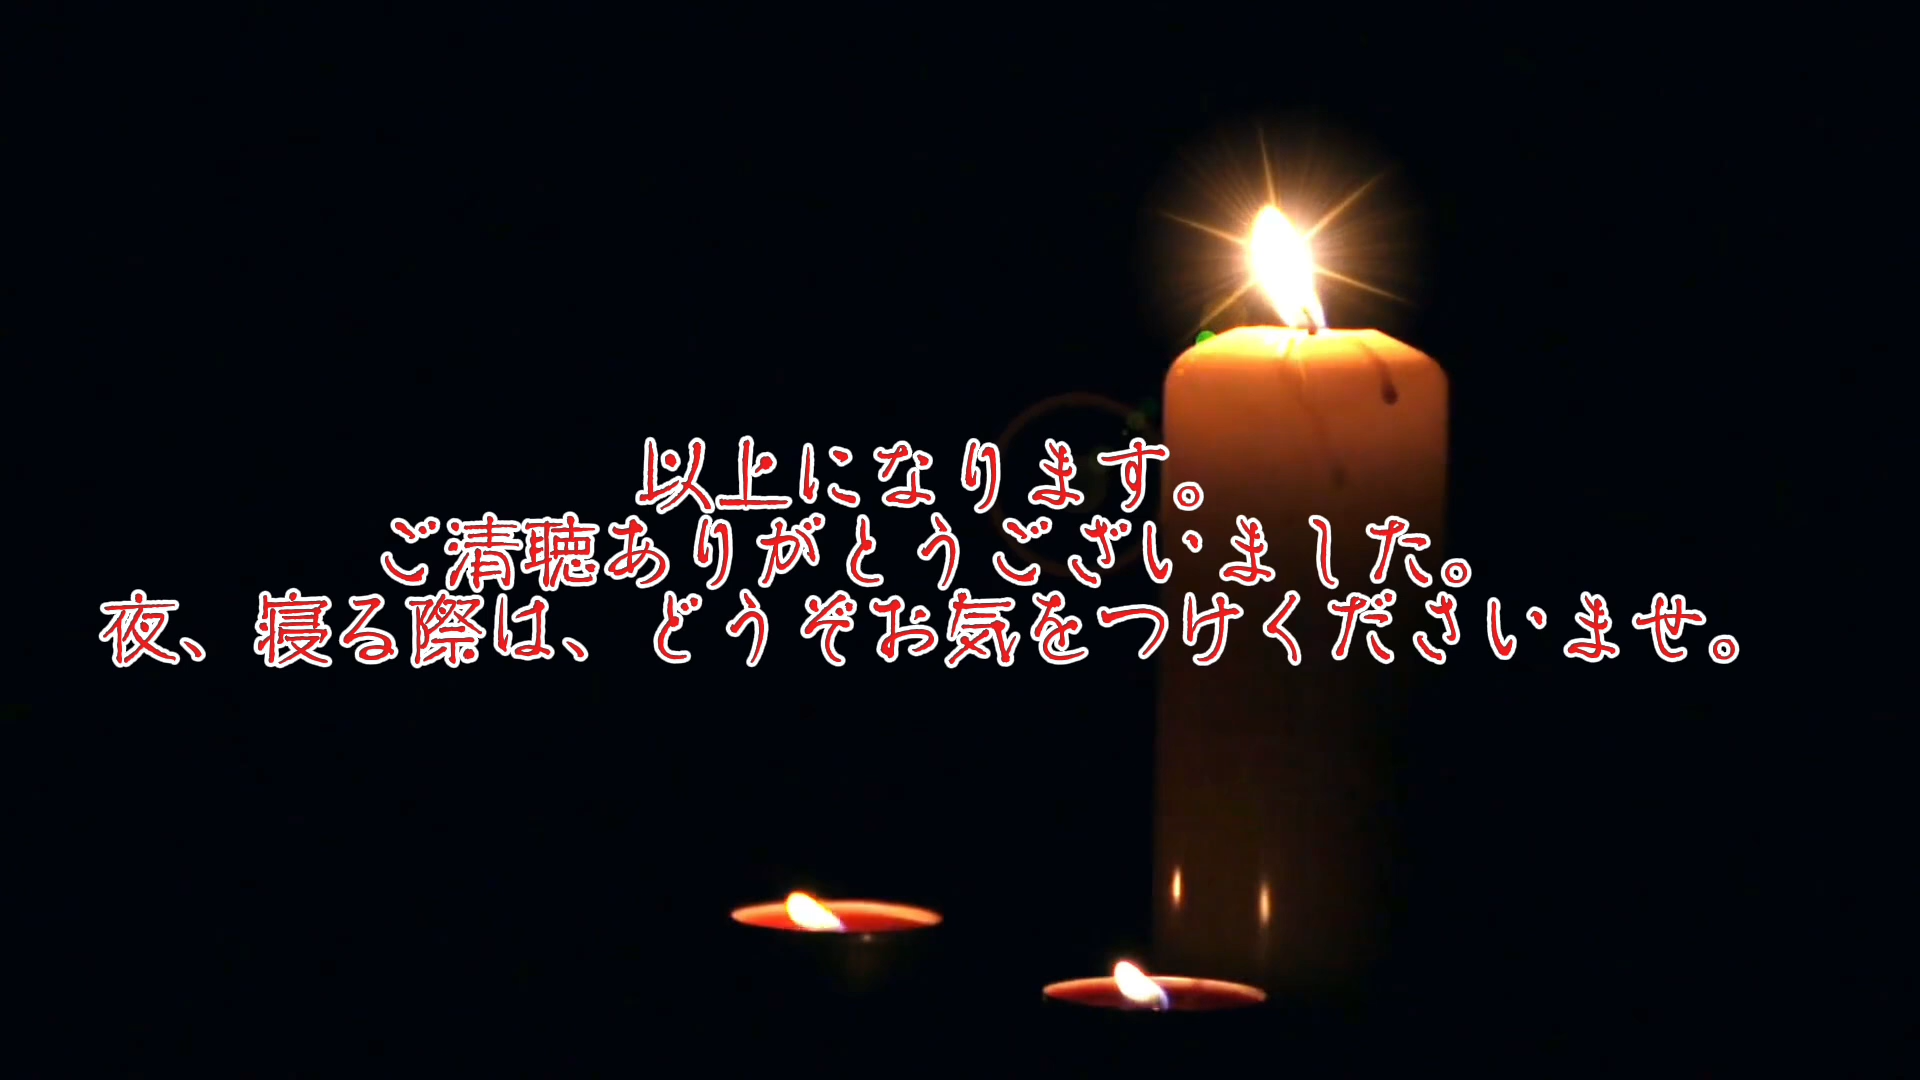 以上になります。
ご清聴ありがとうございました。
夜、寝る際は、どうぞお気をつけくださいませ。